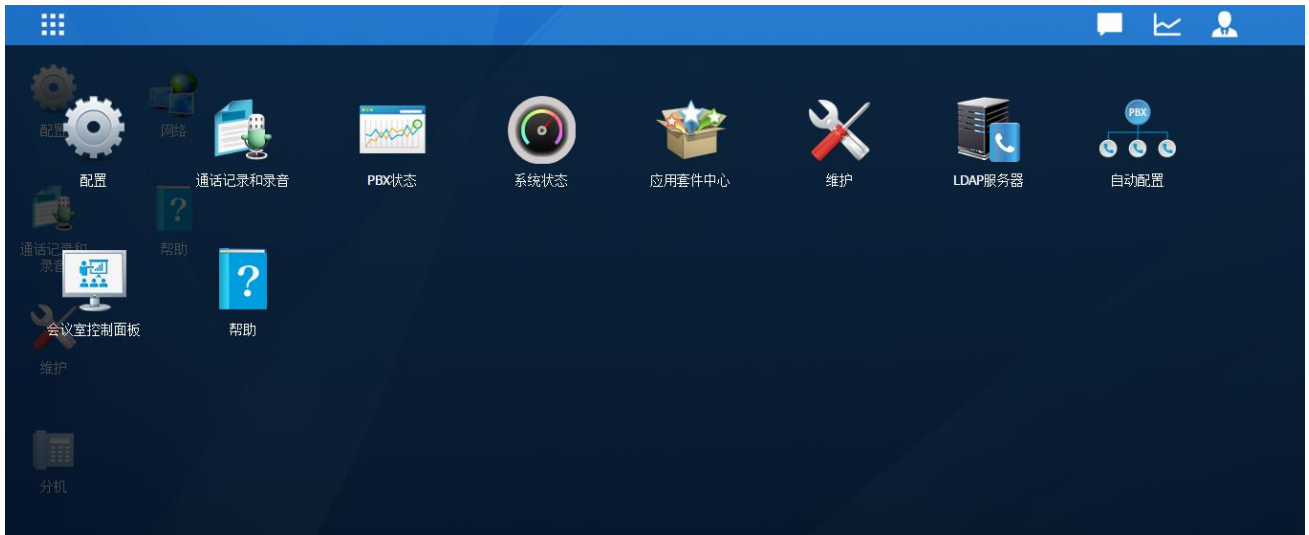 配置
网络
配置
通话记录和录音
PBX状态
系统状态
应用套件中心
维护
LDAP服务器
PBX
自动配置
通话记录和
录音
帮助
会议室控制面板
帮助
维护
分机